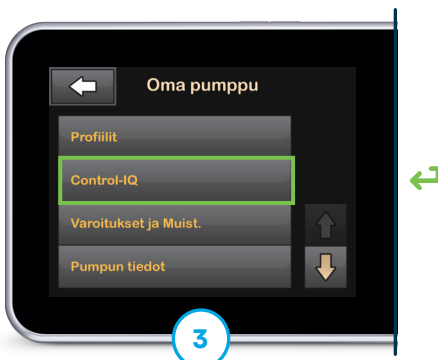 Oma pumppu
Profiilit
Control-IQ
Varoitukset ja Muist.
Pumpun tiedot
3